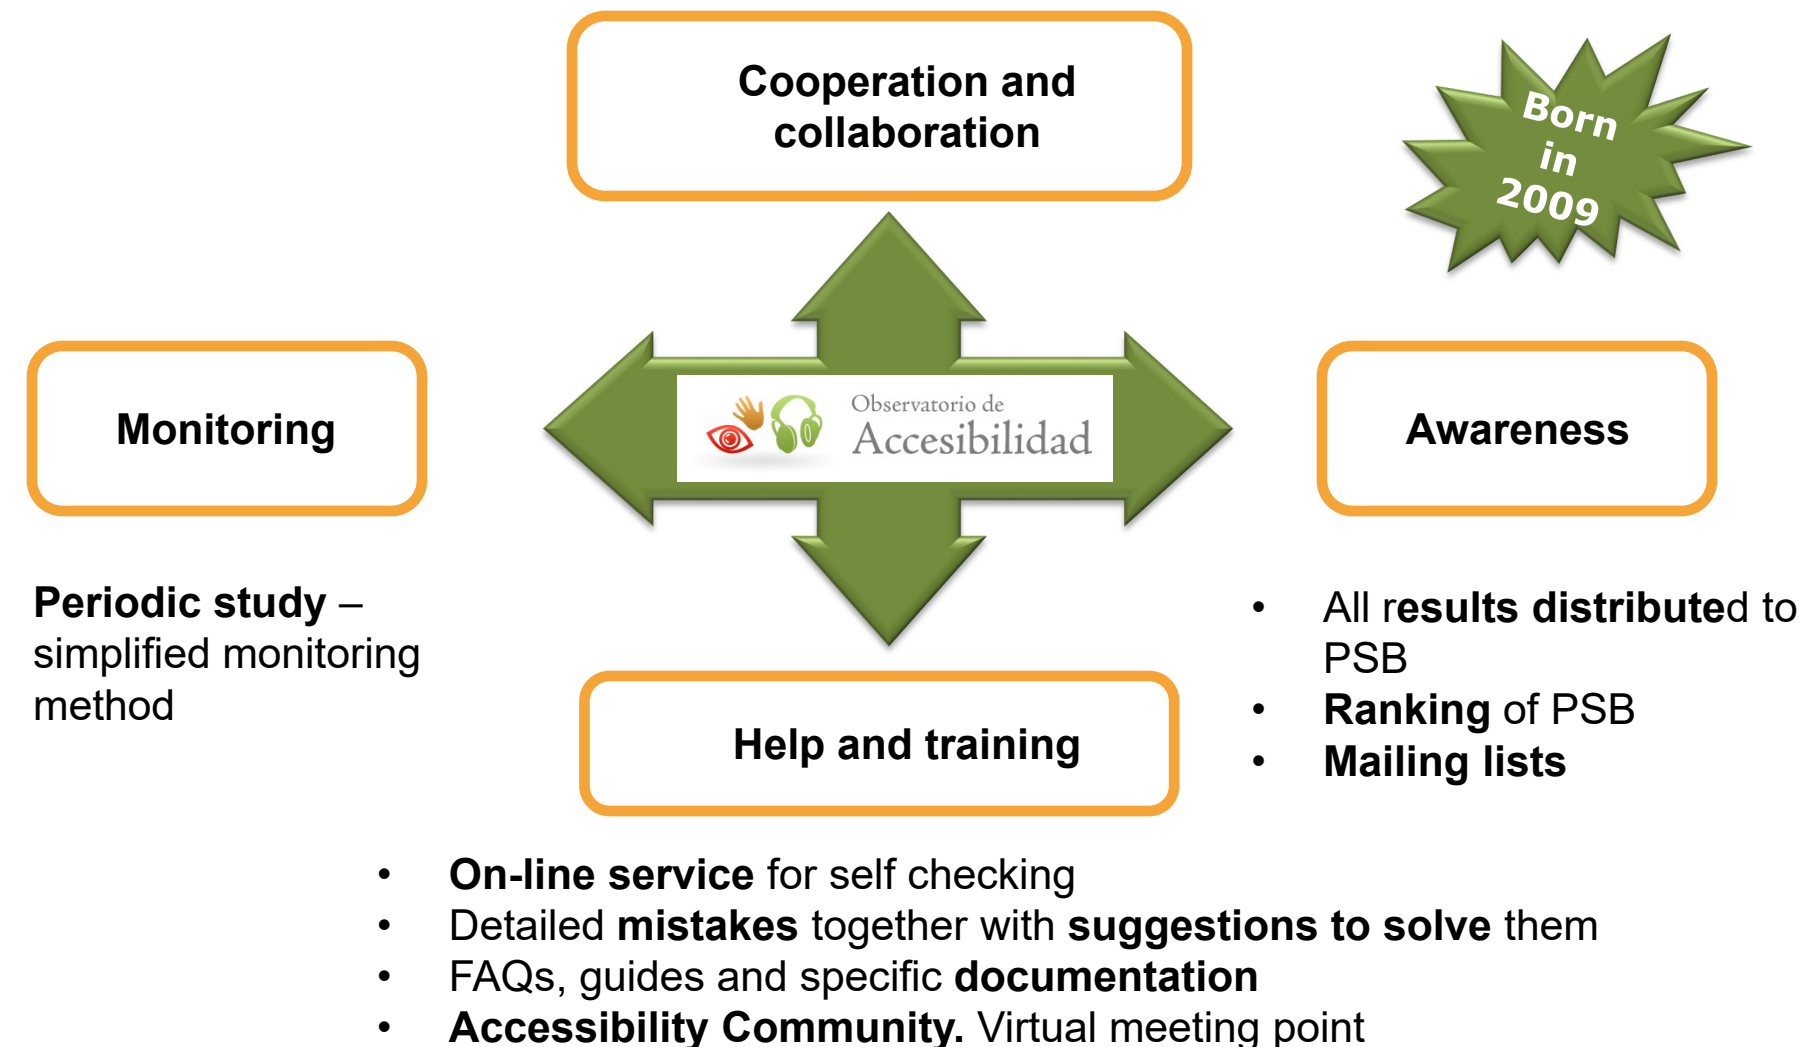 Cooperation and
collaboration
Born
in
2009
Monitoring
Observatorio de
Accesibilidad
Awareness
Periodic study –
simplified monitoring
method
• All results distributed to
PSB
• Ranking of PSB
• Mailing lists
Help and training
• On-line service for self checking
• Detailed mistakes together with suggestions to solve them
• FAQs, guides and specific documentation
• Accessibility Community. Virtual meeting point